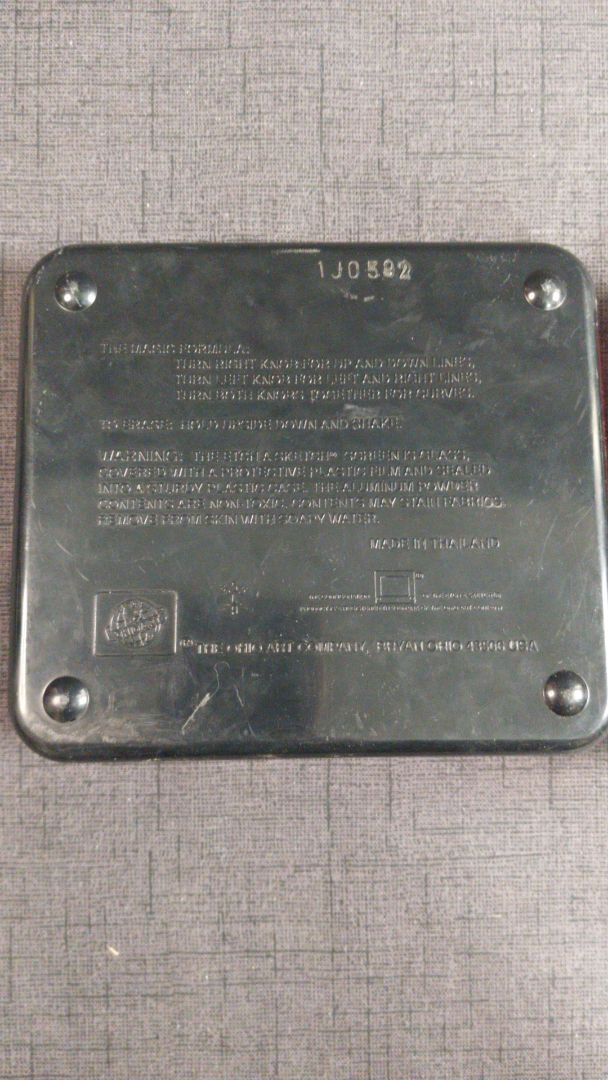 1J0592
THE MAGIC FORMULA:
TURN RIGHT KNOB FOR UP AND DOWN LINES,
TURN LEFT KNOB FOR LEFT AND RIGHT LINES,
TURN BOTH KNOBS TOGETHER FOR CURVES.
TO ERASE: HOLD UPSIDE DOWN AND SHAKE.
WARNING: THE ETCH A SKETCH® SCREEN IS GLASS,
COVERED WITH A PROTECTIVE PLASTIC FILM AND SEALED
INTO A STURDY PLASTIC CASE. THE ALUMINUM POWDER
CONTENTS ARE NON-TOXIC. CONTENTS MAY STAIN FABRICS.
REMOVE FROM SKIN WITH SOAPY WATER.
MADE IN THAILAND
THE OHIO ART COMPANY, BRYAN OHIO 43506 USA